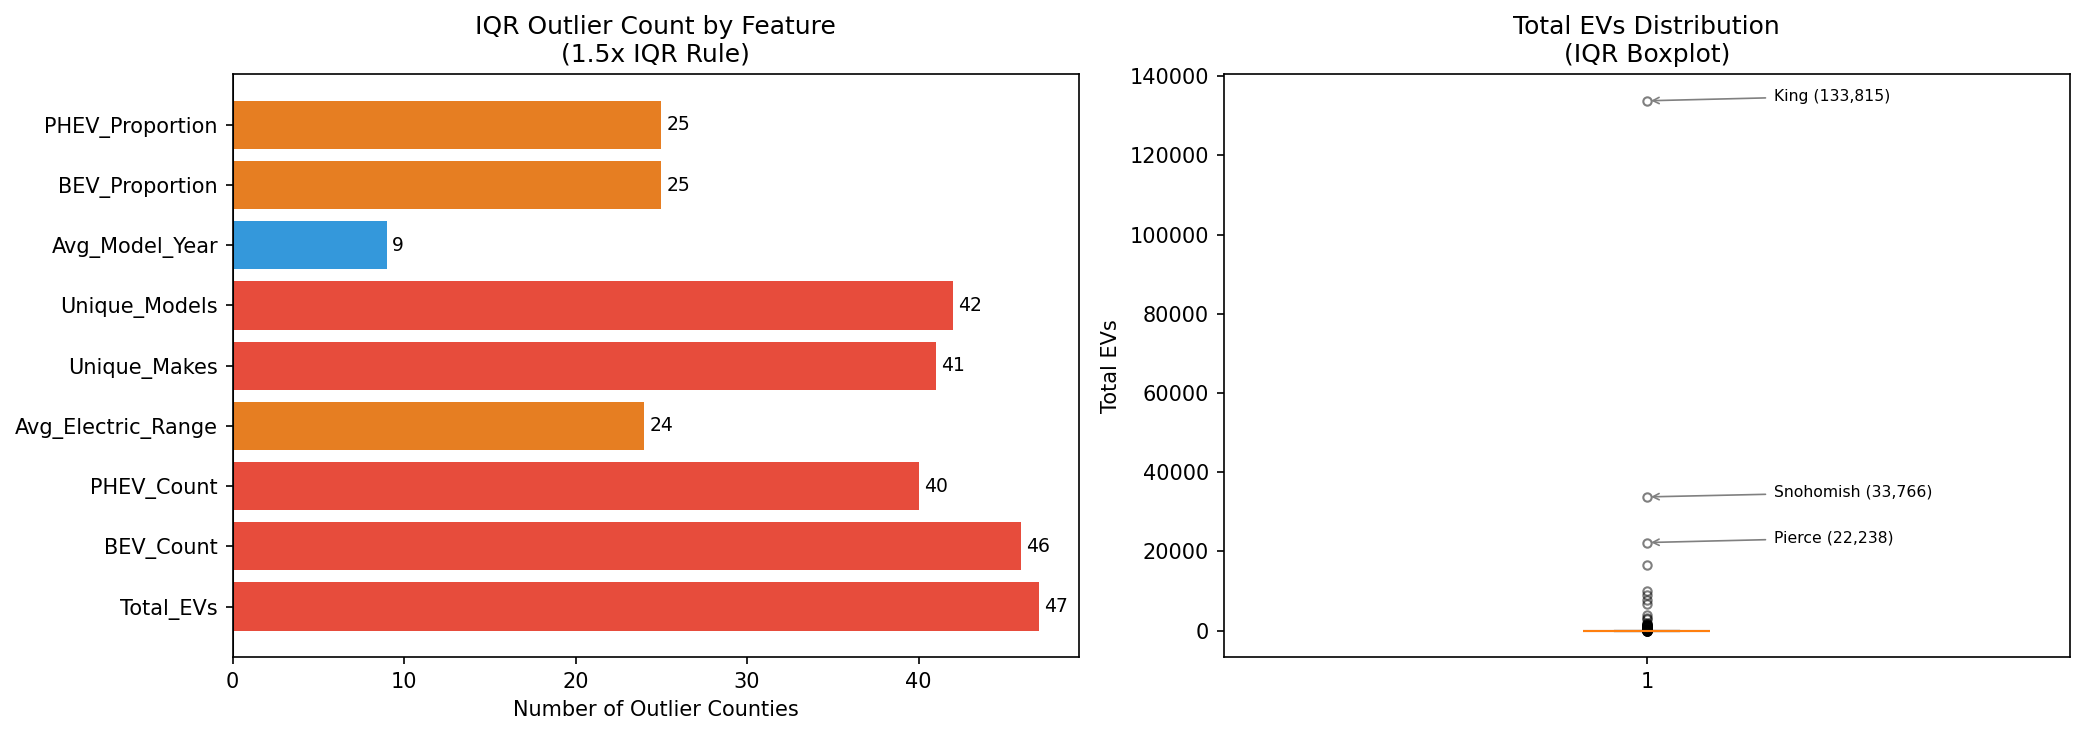 IQR Outlier Count by Feature
(1.5x IQR Rule)
PHEV_Proportion
25
BEV_Proportion
25
Avg_Model_Year
9
Unique_Models
42
Unique_Makes
41
Avg_Electric_Range
24
PHEV_Count
40
BEV_Count
46
Total_EVs
47
0
10
20
30
40
Number of Outlier Counties
Total EVs Distribution
(IQR Boxplot)
Total EVs
140000
120000
100000
80000
60000
40000
20000
0
King (133,815)
Snohomish (33,766)
Pierce (22,238)
1